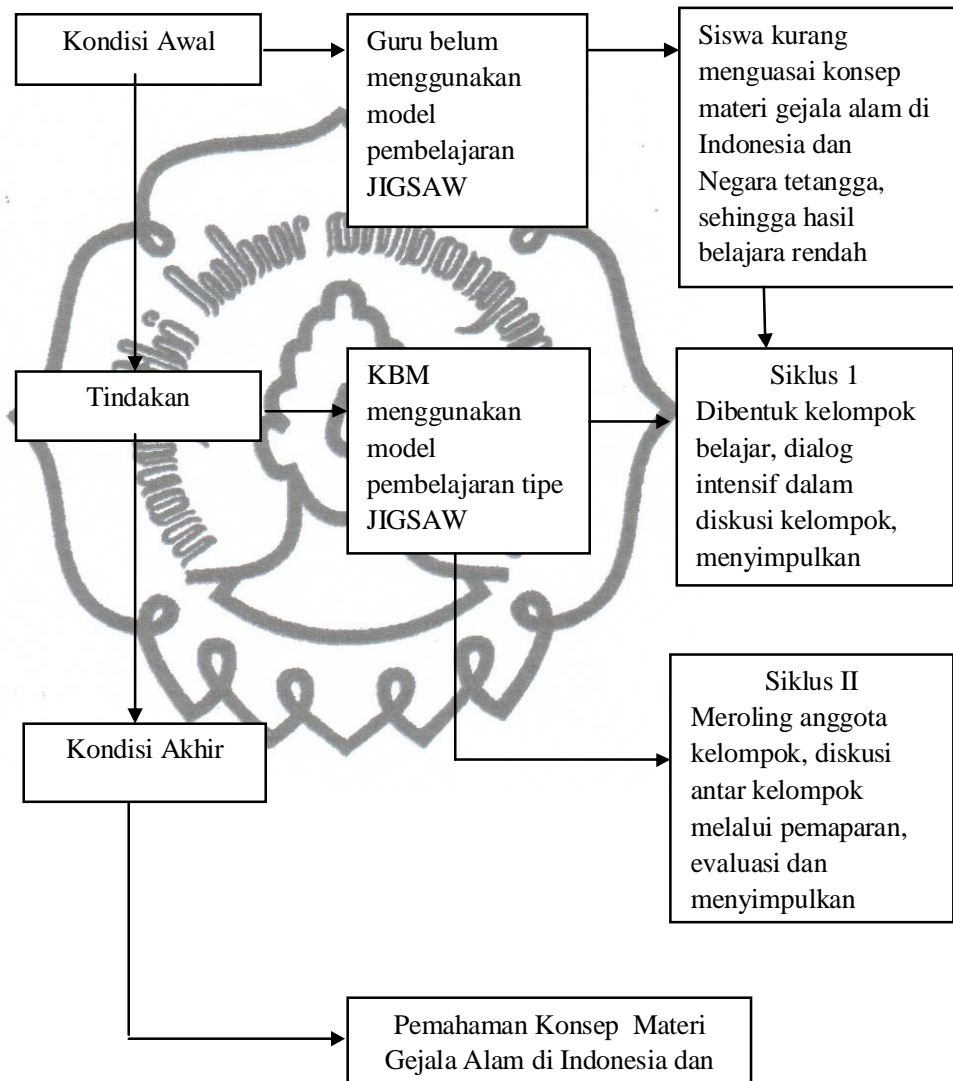 Kondisi Awal
Guru belum
menggunakan
model
pembelajaran
JIGSAW
Siswa kurang
menguasai konsep
materi gejala alam di
Indonesia dan
Negara tetangga,
sehingga hasil
belajara rendah
Tindakan
KBM
menggunakan
model
pembelajaran tipe
JIGSAW
Siklus 1
Dibentuk kelompok
belajar, dialog
intensif dalam
diskusi kelompok,
menyimpulkan
Siklus II
Meroling anggota
kelompok, diskusi
antar kelompok
melalui pemaparan,
evaluasi dan
menyimpulkan
Kondisi Akhir
Pemahaman Konsep Materi
Gejala Alam di Indonesia dan